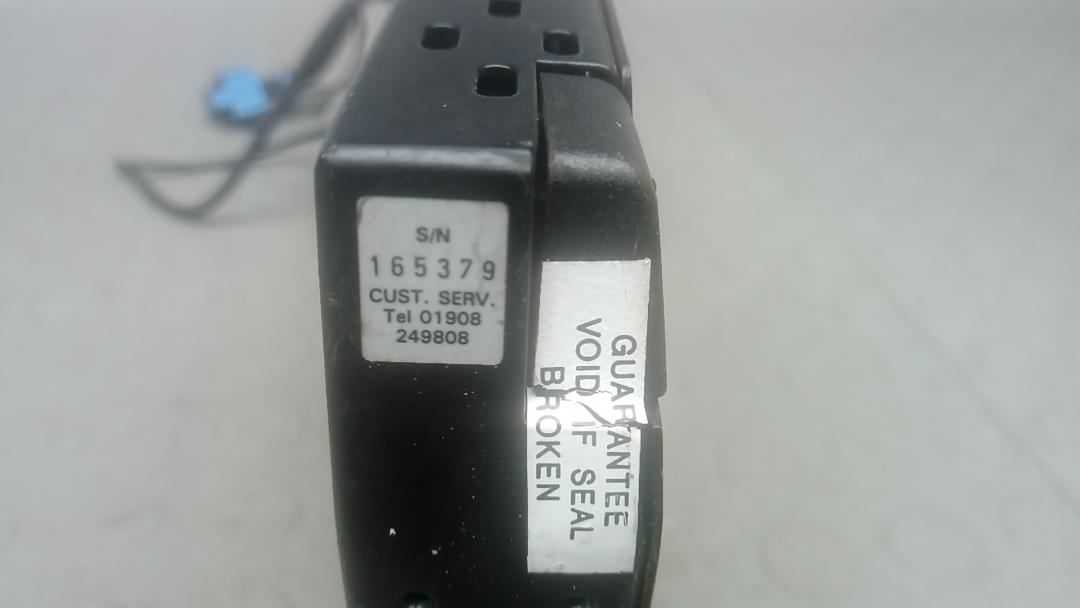 S/N
165379
CUST. SERV.
Tel 01908
249808
GUARANTEE
VOID IF SEAL
BROKEN